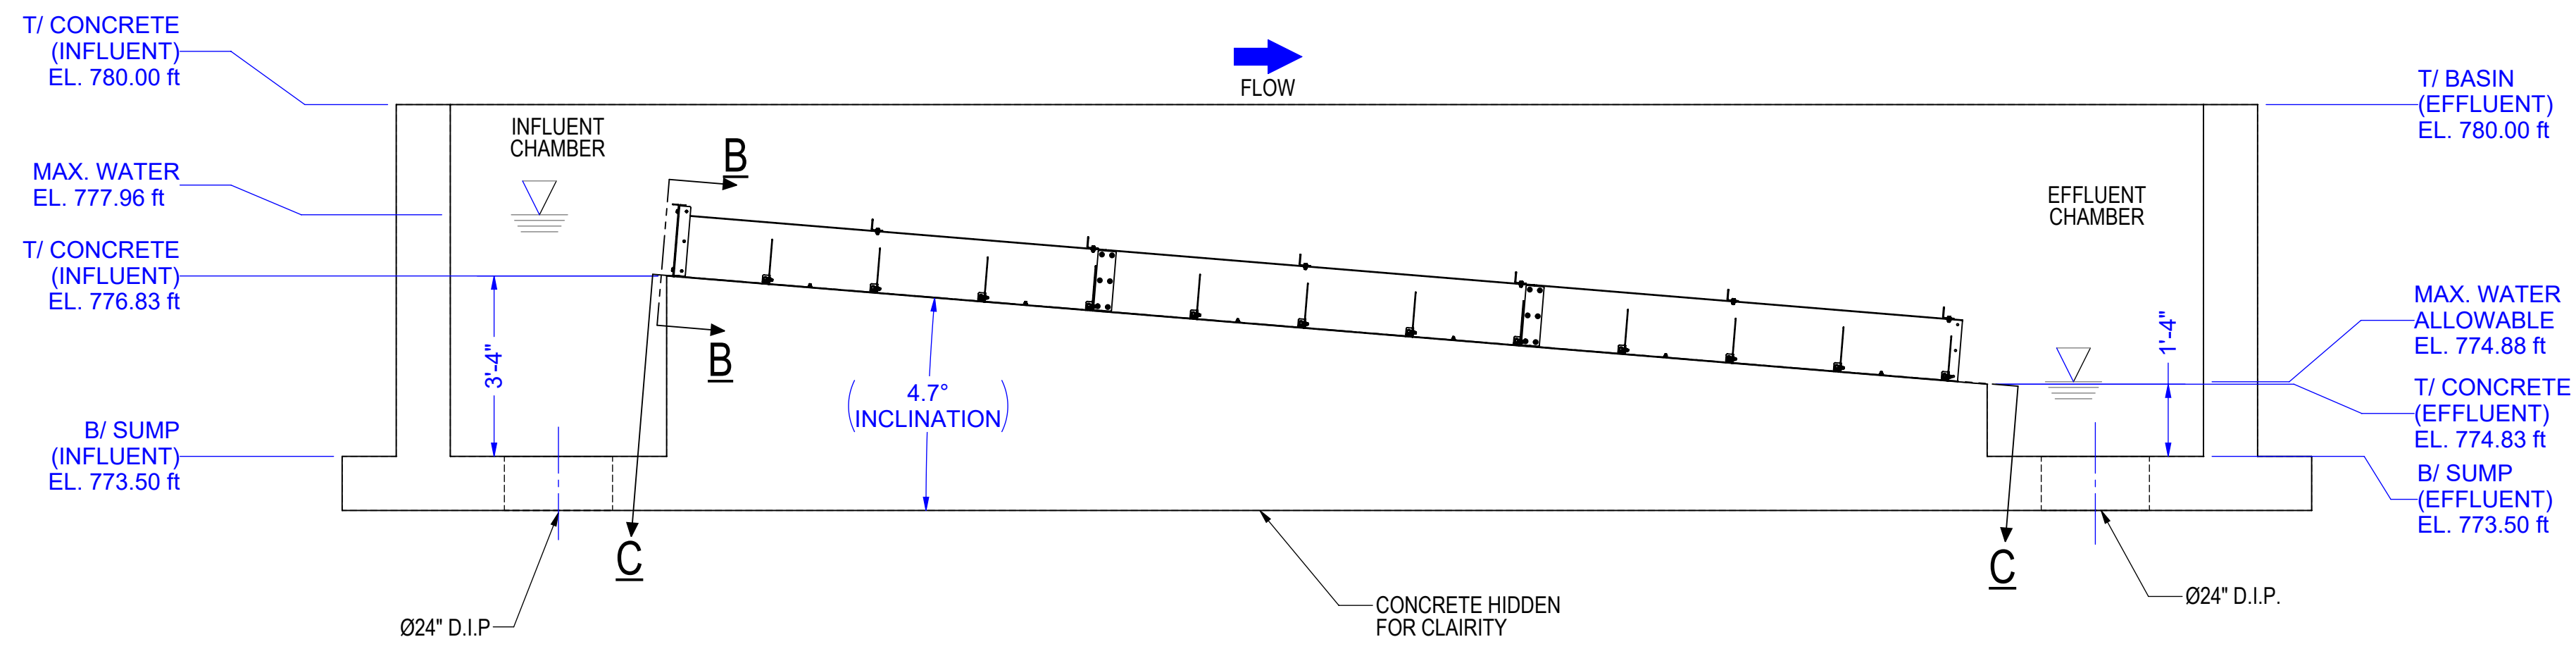 T/ CONCRETE
(INFLUENT)
EL. 780.00 ft
MAX. WATER
EL. 777.96 ft
T/ CONCRETE
(INFLUENT)
EL. 776.83 ft
B/ SUMP
(INFLUENT)
EL. 773.50 ft
INFLUENT
CHAMBER
FLOW
B
B
3'-4"
4.7°
(INCLINATION)
C
C
Ø24" D.I.P
CONCRETE HIDDEN
FOR CLAIRITY
Ø24" D.I.P.
EFFLUENT
CHAMBER
1'-4"
T/ BASIN
(EFFLUENT)
EL. 780.00 ft
MAX. WATER
ALLOWABLE
EL. 774.88 ft
T/ CONCRETE
(EFFLUENT)
EL. 774.83 ft
B/ SUMP
(EFFLUENT)
EL. 773.50 ft